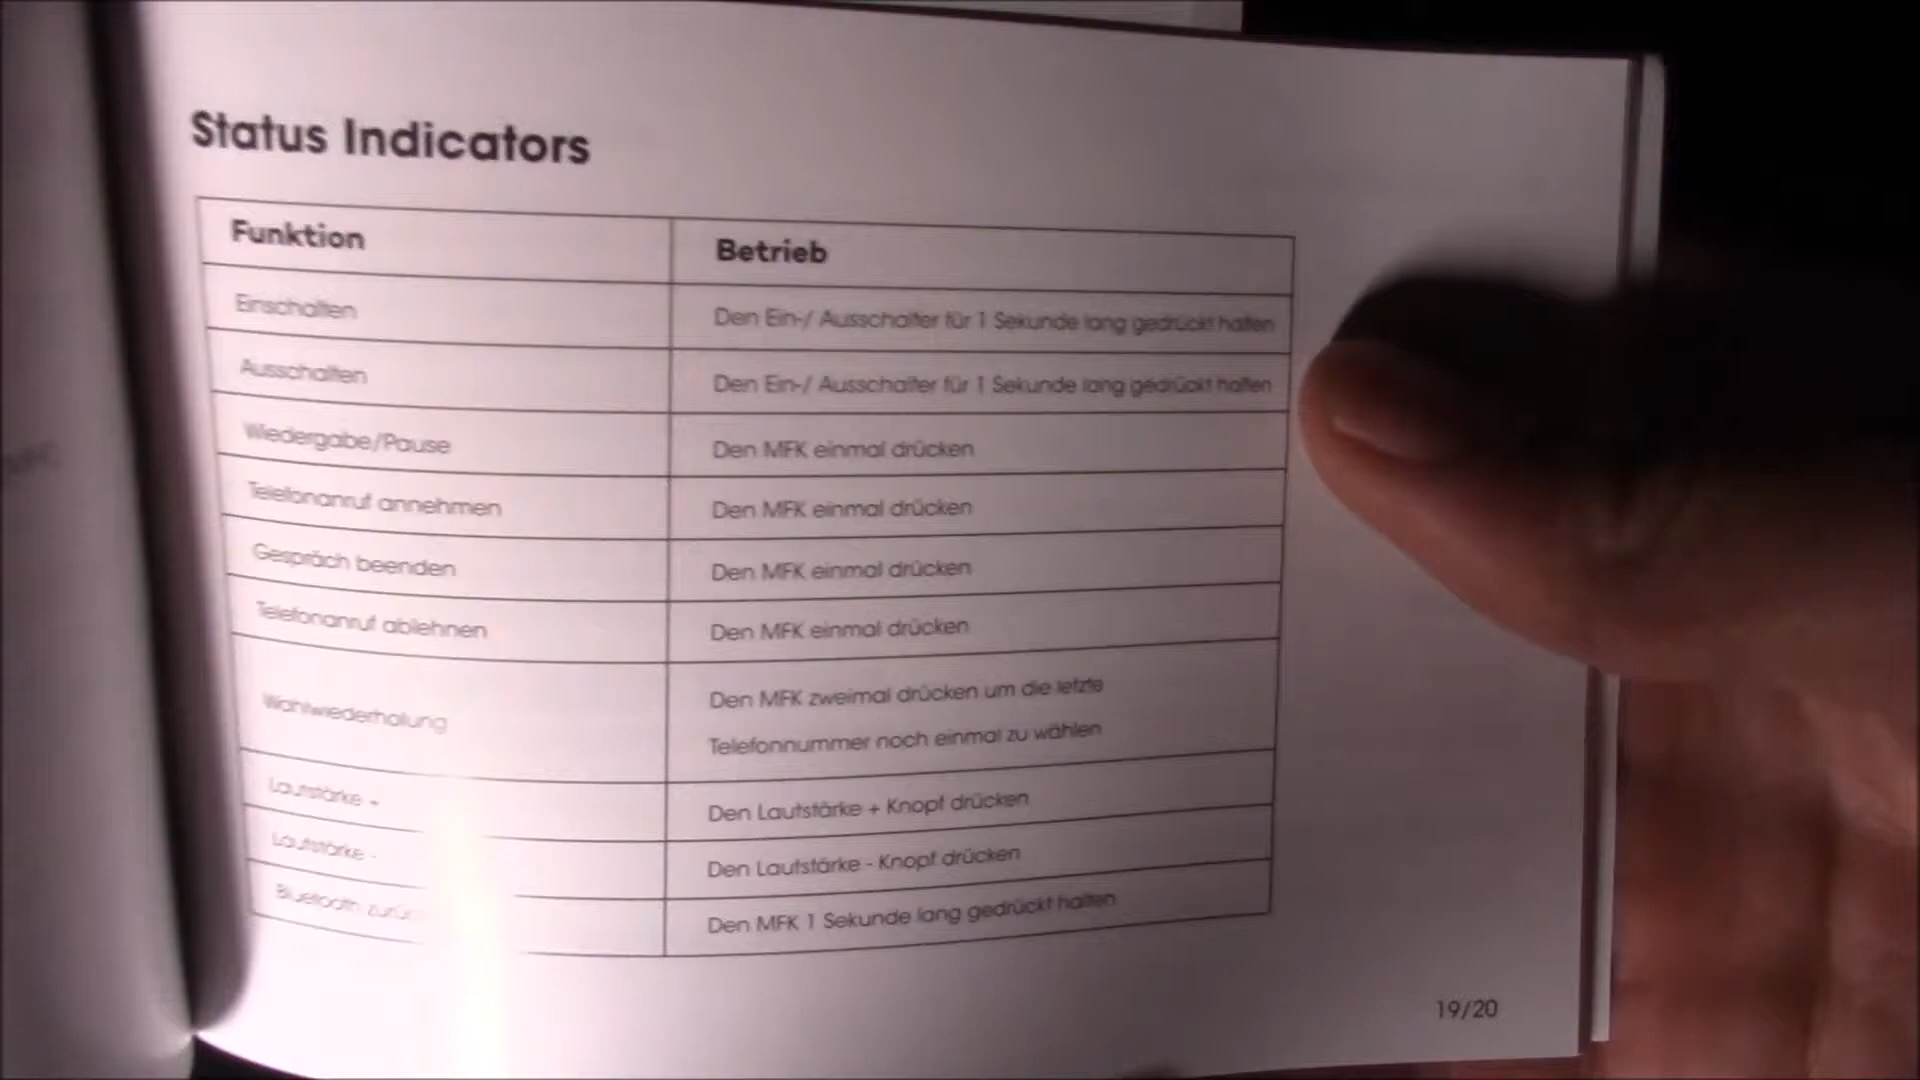 Status Indicators
Funktion Betrieb
Einschalten Den Ein-/ Ausschalter für 1 Sekunde lang gedrückt halten
Ausschalten Den Ein-/ Ausschalter für 1 Sekunde lang gedrückt halten
Wiedergabe/Pause Den MFK einmal drücken
Telefonanruf annehmen Den MFK einmal drücken
Gespräch beenden Den MFK einmal drücken
Telefonanruf ablehnen Den MFK einmal drücken
Wahlwiederholung Den MFK zweimal drücken um die letzte
Telefonnummer noch einmal zu wählen
Lautstärke + Den Lautstärke + Knopf drücken
Lautstärke - Den Lautstärke - Knopf drücken
Bluetooth Den MFK 1 Sekunde lang gedrückt halten
19/20